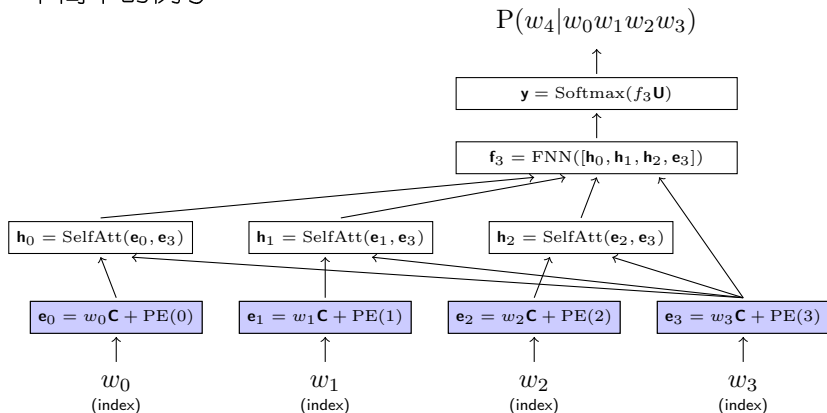 P(w₄|w₀w₁w₂w₃)
y = Softmax(f₃U)
f₃ = FNN([h₀, h₁, h₂, e₃])
h₀ = SelfAtt(e₀, e₃)
h₁ = SelfAtt(e₁, e₃)
h₂ = SelfAtt(e₂, e₃)
e₀ = w₀C + PE(0)
e₁ = w₁C + PE(1)
e₂ = w₂C + PE(2)
e₃ = w₃C + PE(3)
w₀
(index)
w₁
(index)
w₂
(index)
w₃
(index)